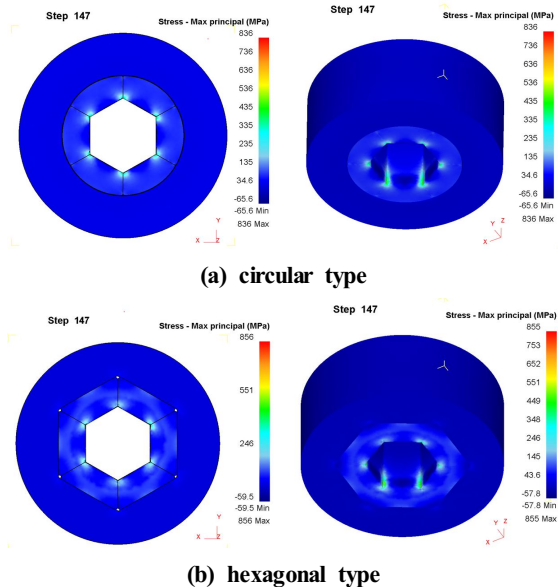 Step 147
Stress - Max principal (MPa)
836
736
635
535
435
335
235
135
34.6
-65.6
-65.6 Min
836 Max
Y
X Z
Step 147
Stress - Max principal (MPa)
836
736
635
535
435
335
235
135
34.6
-65.6
-65.6 Min
836 Max
Y
Z
X
(a) circular type
Step 147
Stress - Max principal (MPa)
856
551
246
-59.5
-59.5 Min
856 Max
Y
X Z
Step 147
Stress - Max principal (MPa)
855
753
652
551
449
348
246
145
43.6
-57.8
-57.8 Min
855 Max
Y Z
X
(b) hexagonal type